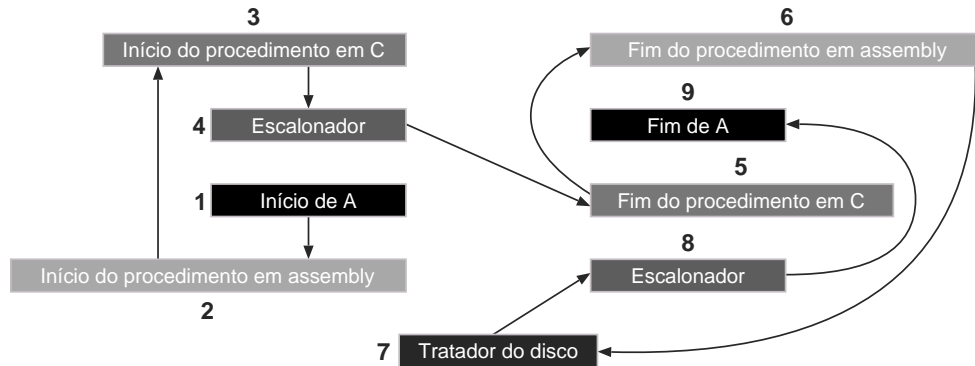 3
6
Início do procedimento em C
Fim do procedimento em assembly
9
4
Escalonador
Fim de A
5
1
Início de A
Fim do procedimento em C
8
Início do procedimento em assembly
Escalonador
2
7
Tratador do disco